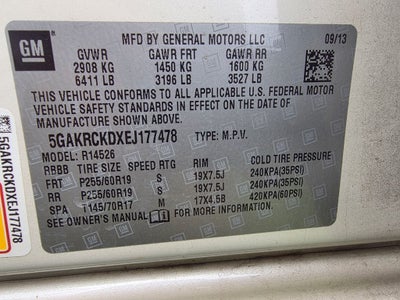 GM
MFD BY GENERAL MOTORS LLC 09/13
GVWR GAWR FRT GAWR RR
2908 KG 1450 KG 1600 KG
6411 LB 3196 LB 3527 LB
THIS VEHICLE CONFORMS TO ALL APPLICABLE U.S. FEDERAL MOTOR
VEHICLE SAFETY STANDARDS IN EFFECT ON THE DATE OF
MANUFACTURE SHOWN ABOVE.
5GAKRCKDXEJ177478 TYPE: M.P.V.
MODEL: R14526
RRBB TIRE SIZE SPEED RTG RIM COLD TIRE PRESSURE
FRT P255/60R19 S 19X7.5J 240KPA(35PSI)
RR P255/60R19 S 19X7.5J 240KPA(35PSI)
SPA T145/70R17 M 17X4.5B 420KPA(60PSI)
SEE OWNER'S MANUAL FOR MORE INFORMATION.
5GAKRCKDXEJ177478